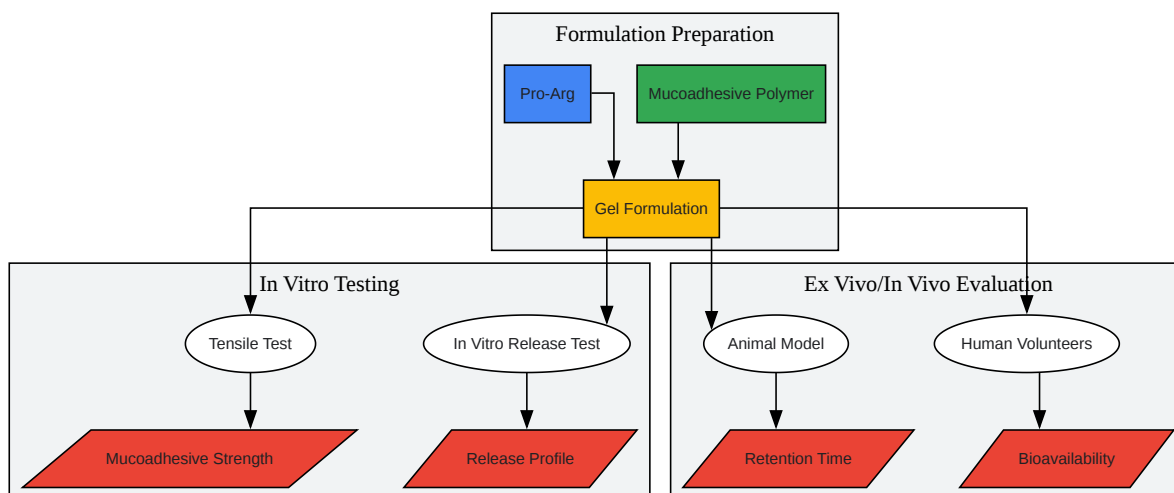 Formulation Preparation
Pro-Arg
Mucoadhesive Polymer
Gel Formulation
In Vitro Testing
Ex Vivo/In Vivo Evaluation
Tensile Test
In Vitro Release Test
Animal Model
Human Volunteers
Mucoadhesive Strength
Release Profile
Retention Time
Bioavailability